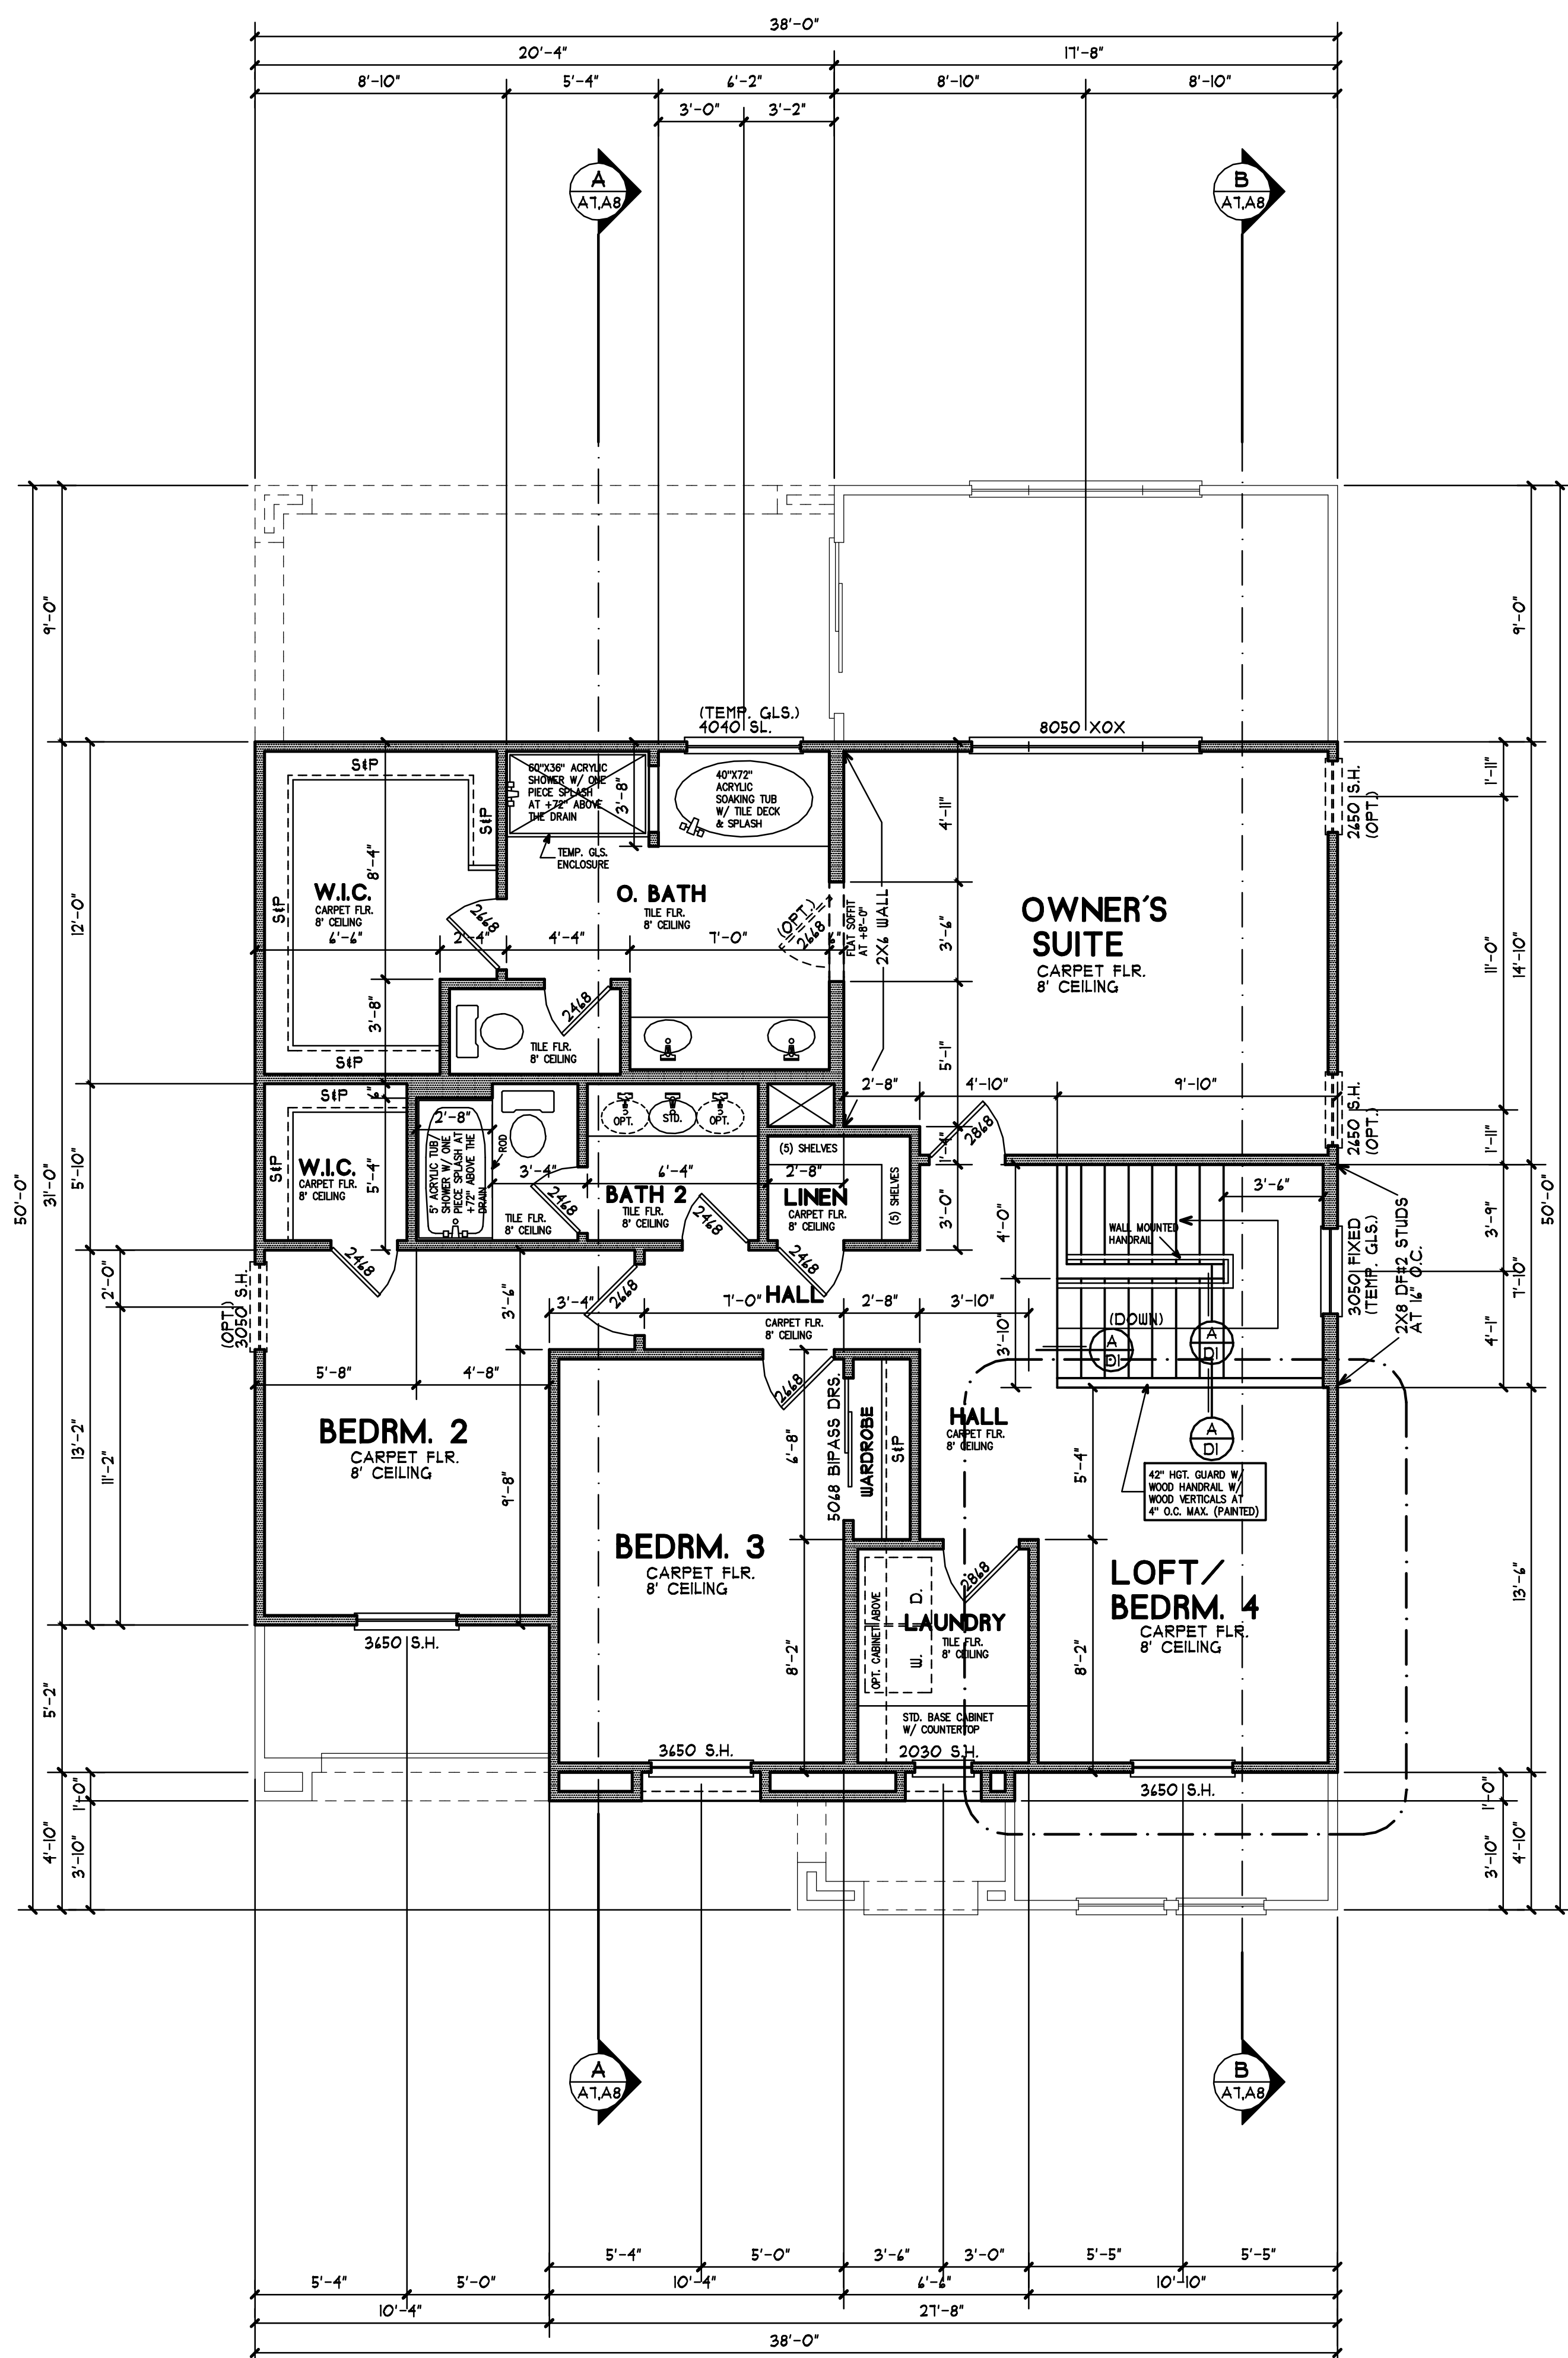 38'-0"
20'-4"
17'-8"
8'-10"
5'-4"
6'-2"
8'-10"
8'-10"
3'-0"
3'-2"
A
A7,A8
B
A7,A8
50'-0"
9'-0"
31'-0"
12'-0"
5'-10"
13'-2"
2'-0"
11'-2"
5'-2"
4'-10"
1'-0"
3'-10"
9'-0"
50'-0"
1'-11"
11'-0"
14'-10"
1'-11"
3'-9"
7'-10"
4'-1"
13'-6"
1'-0"
3'-10"
4'-10"
(TEMP. GLS.)
4040 SL.
8050 XOX
2650 S.H.
(OPT.)
2650 S.H.
(OPT.)
3050 FIXED
(TEMP. GLS.)
2X8 DF#2 STUDS
AT 16" O.C.
S&P
S&P
S&P
S&P
W.I.C.
CARPET FLR.
8' CEILING
6'-6"
8'-4"
3'-8"
2668
2'-4"
60"X36" ACRYLIC
SHOWER W/ ONE
PIECE SPLASH
AT +72" ABOVE
THE DRAIN
3'-8"
TEMP. GLS.
ENCLOSURE
40"X72"
ACRYLIC
SOAKING TUB
W/ TILE DECK
& SPLASH
O. BATH
TILE FLR.
8' CEILING
4'-4"
7'-0"
6"
(OPT.)
2668
FLAT SOFFIT
AT +8'-0"
2X6 WALL
2468
TILE FLR.
8' CEILING
4'-11"
3'-6"
5'-1"
OWNER'S
SUITE
CARPET FLR.
8' CEILING
2'-8"
4'-10"
9'-10"
1'-4"
2868
3'-0"
S&P
S&P
W.I.C.
CARPET FLR.
8' CEILING
6"
5'-4"
2468
2'-8"
5' ACRYLIC TUB/
SHOWER W/ ONE
PIECE SPLASH AT
+72" ABOVE THE
DRAIN
ROD
3'-4"
2468
TILE FLR.
8' CEILING
OPT.
STD.
OPT.
6'-4"
BATH 2
TILE FLR.
8' CEILING
2468
(5) SHELVES
(5) SHELVES
2'-8"
LINEN
CARPET FLR.
8' CEILING
2468
4'-0"
3'-10"
3'-6"
WALL MOUNTED
HANDRAIL
(DOWN)
A
D1
A
D1
A
D1
42" HGT. GUARD W/
WOOD HANDRAIL W/
WOOD VERTICALS AT
4" O.C. MAX. (PAINTED)
(OPT.)
3050 S.H.
3'-6"
3'-4"
2668
7'-0"
HALL
CARPET FLR.
8' CEILING
2'-8"
3'-10"
5'-8"
4'-8"
BEDRM. 2
CARPET FLR.
8' CEILING
9'-8"
3650 S.H.
2668
6'-8"
5068 BIPASS DRS.
WARDROBE
S&P
HALL
CARPET FLR.
8' CEILING
5'-4"
BEDRM. 3
CARPET FLR.
8' CEILING
8'-2"
3650 S.H.
2868
OPT. CABINET ABOVE
D.
W.
LAUNDRY
TILE FLR.
8' CEILING
STD. BASE CABINET
W/ COUNTERTOP
2030 S.H.
8'-2"
LOFT/
BEDRM. 4
CARPET FLR.
8' CEILING
3650 S.H.
A
A7,A8
B
A7,A8
5'-4"
5'-0"
3'-6"
3'-0"
5'-5"
5'-5"
5'-4"
5'-0"
10'-4"
6'-6"
10'-10"
10'-4"
27'-8"
38'-0"